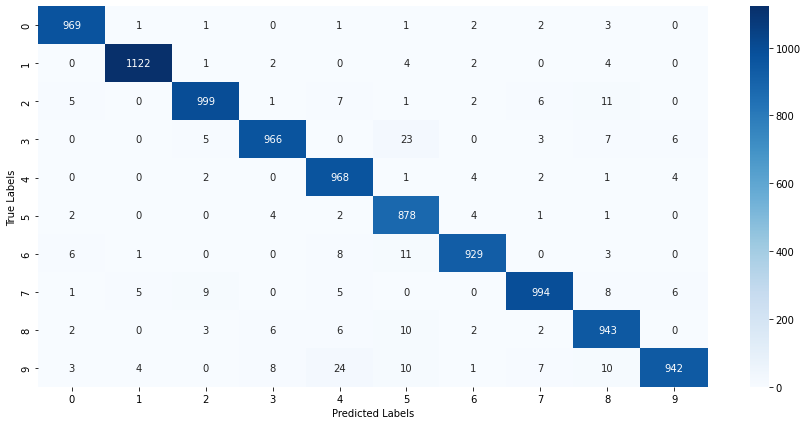 0 969 1 1 0 1 1 2 2 3 0
1 0 1122 1 2 0 4 2 0 4 0
2 5 0 999 1 7 1 2 6 11 0
3 0 0 5 966 0 23 0 3 7 6
4 0 0 2 0 968 1 4 2 1 4
5 2 0 0 4 2 878 4 1 1 0
6 6 1 0 0 8 11 929 0 3 0
7 1 5 9 0 5 0 0 994 8 6
8 2 0 3 6 6 10 2 2 943 0
9 3 4 0 8 24 10 1 7 10 942
0 1 2 3 4 5 6 7 8 9
True Labels
Predicted Labels
1000
800
600
400
200
0